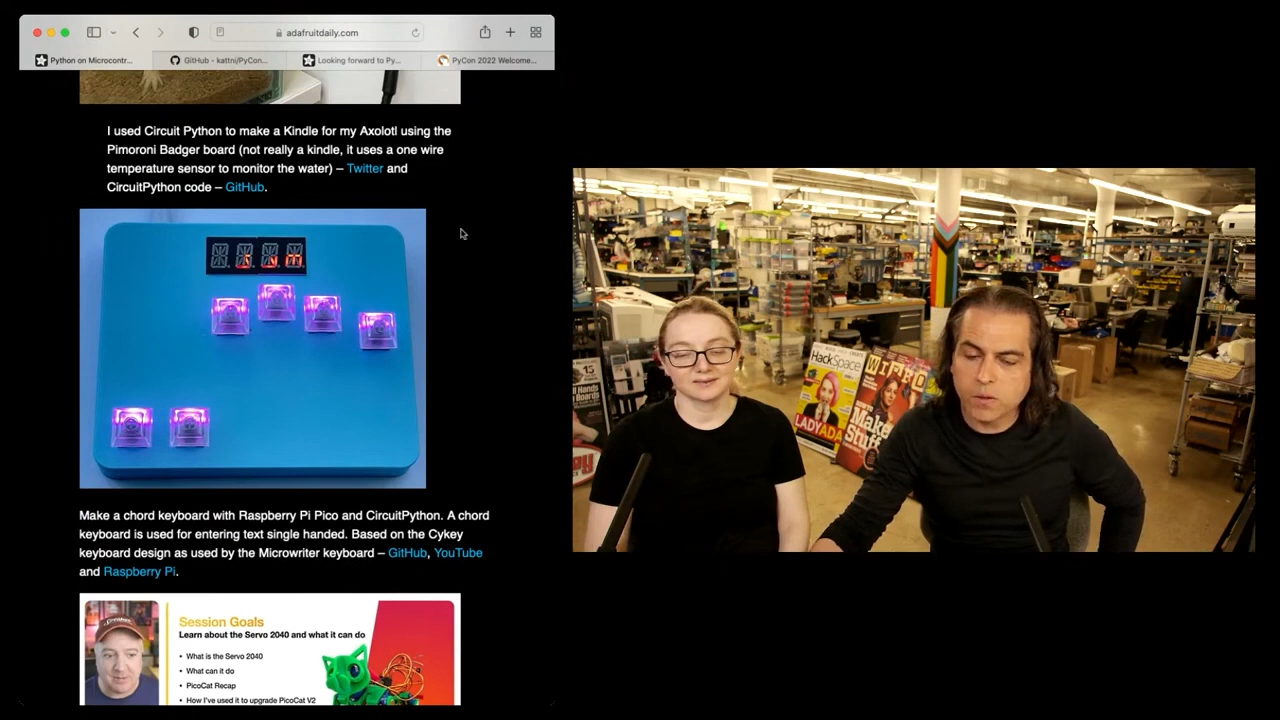 adafruitdaily.com
Python on Microcontr...
GitHub - kattni/PyCon...
Looking forward to Py...
PyCon 2022 Welcome...
I used Circuit Python to make a Kindle for my Axolotl using the
Pimoroni Badger board (not really a kindle, it uses a one wire
temperature sensor to monitor the water) – Twitter and
CircuitPython code – GitHub.
Make a chord keyboard with Raspberry Pi Pico and CircuitPython. A chord
keyboard is used for entering text single handed. Based on the Cykey
keyboard design as used by the Microwriter keyboard – GitHub, YouTube
and Raspberry Pi.
Session Goals
Learn about the Servo 2040 and what it can do
• What is the Servo 2040
• What can it do
• PicoCat Recap
• How I've used it to upgrade PicoCat V2
HackSpace
LADYADA
WIRED